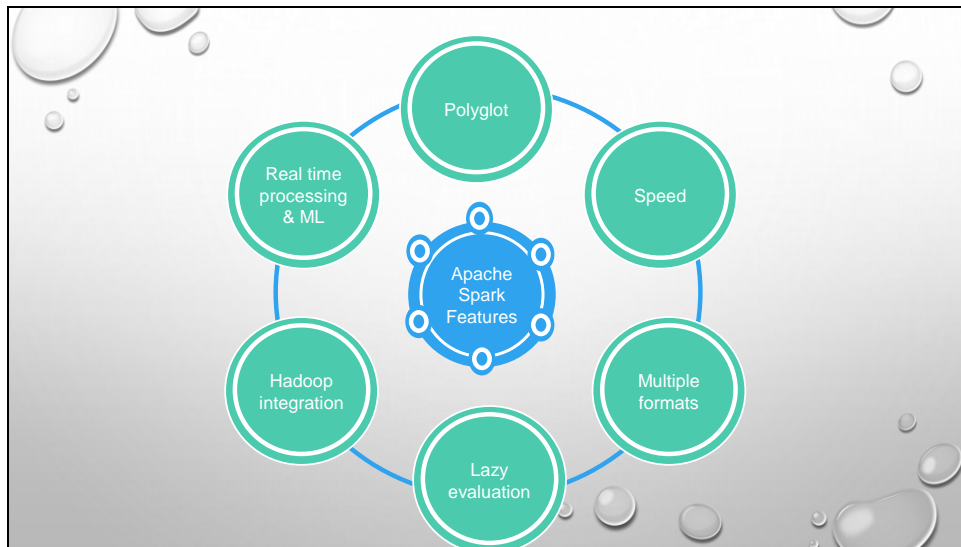 Polyglot
Speed
Multiple
formats
Lazy
evaluation
Hadoop
integration
Real time
processing
& ML
Apache
Spark
Features